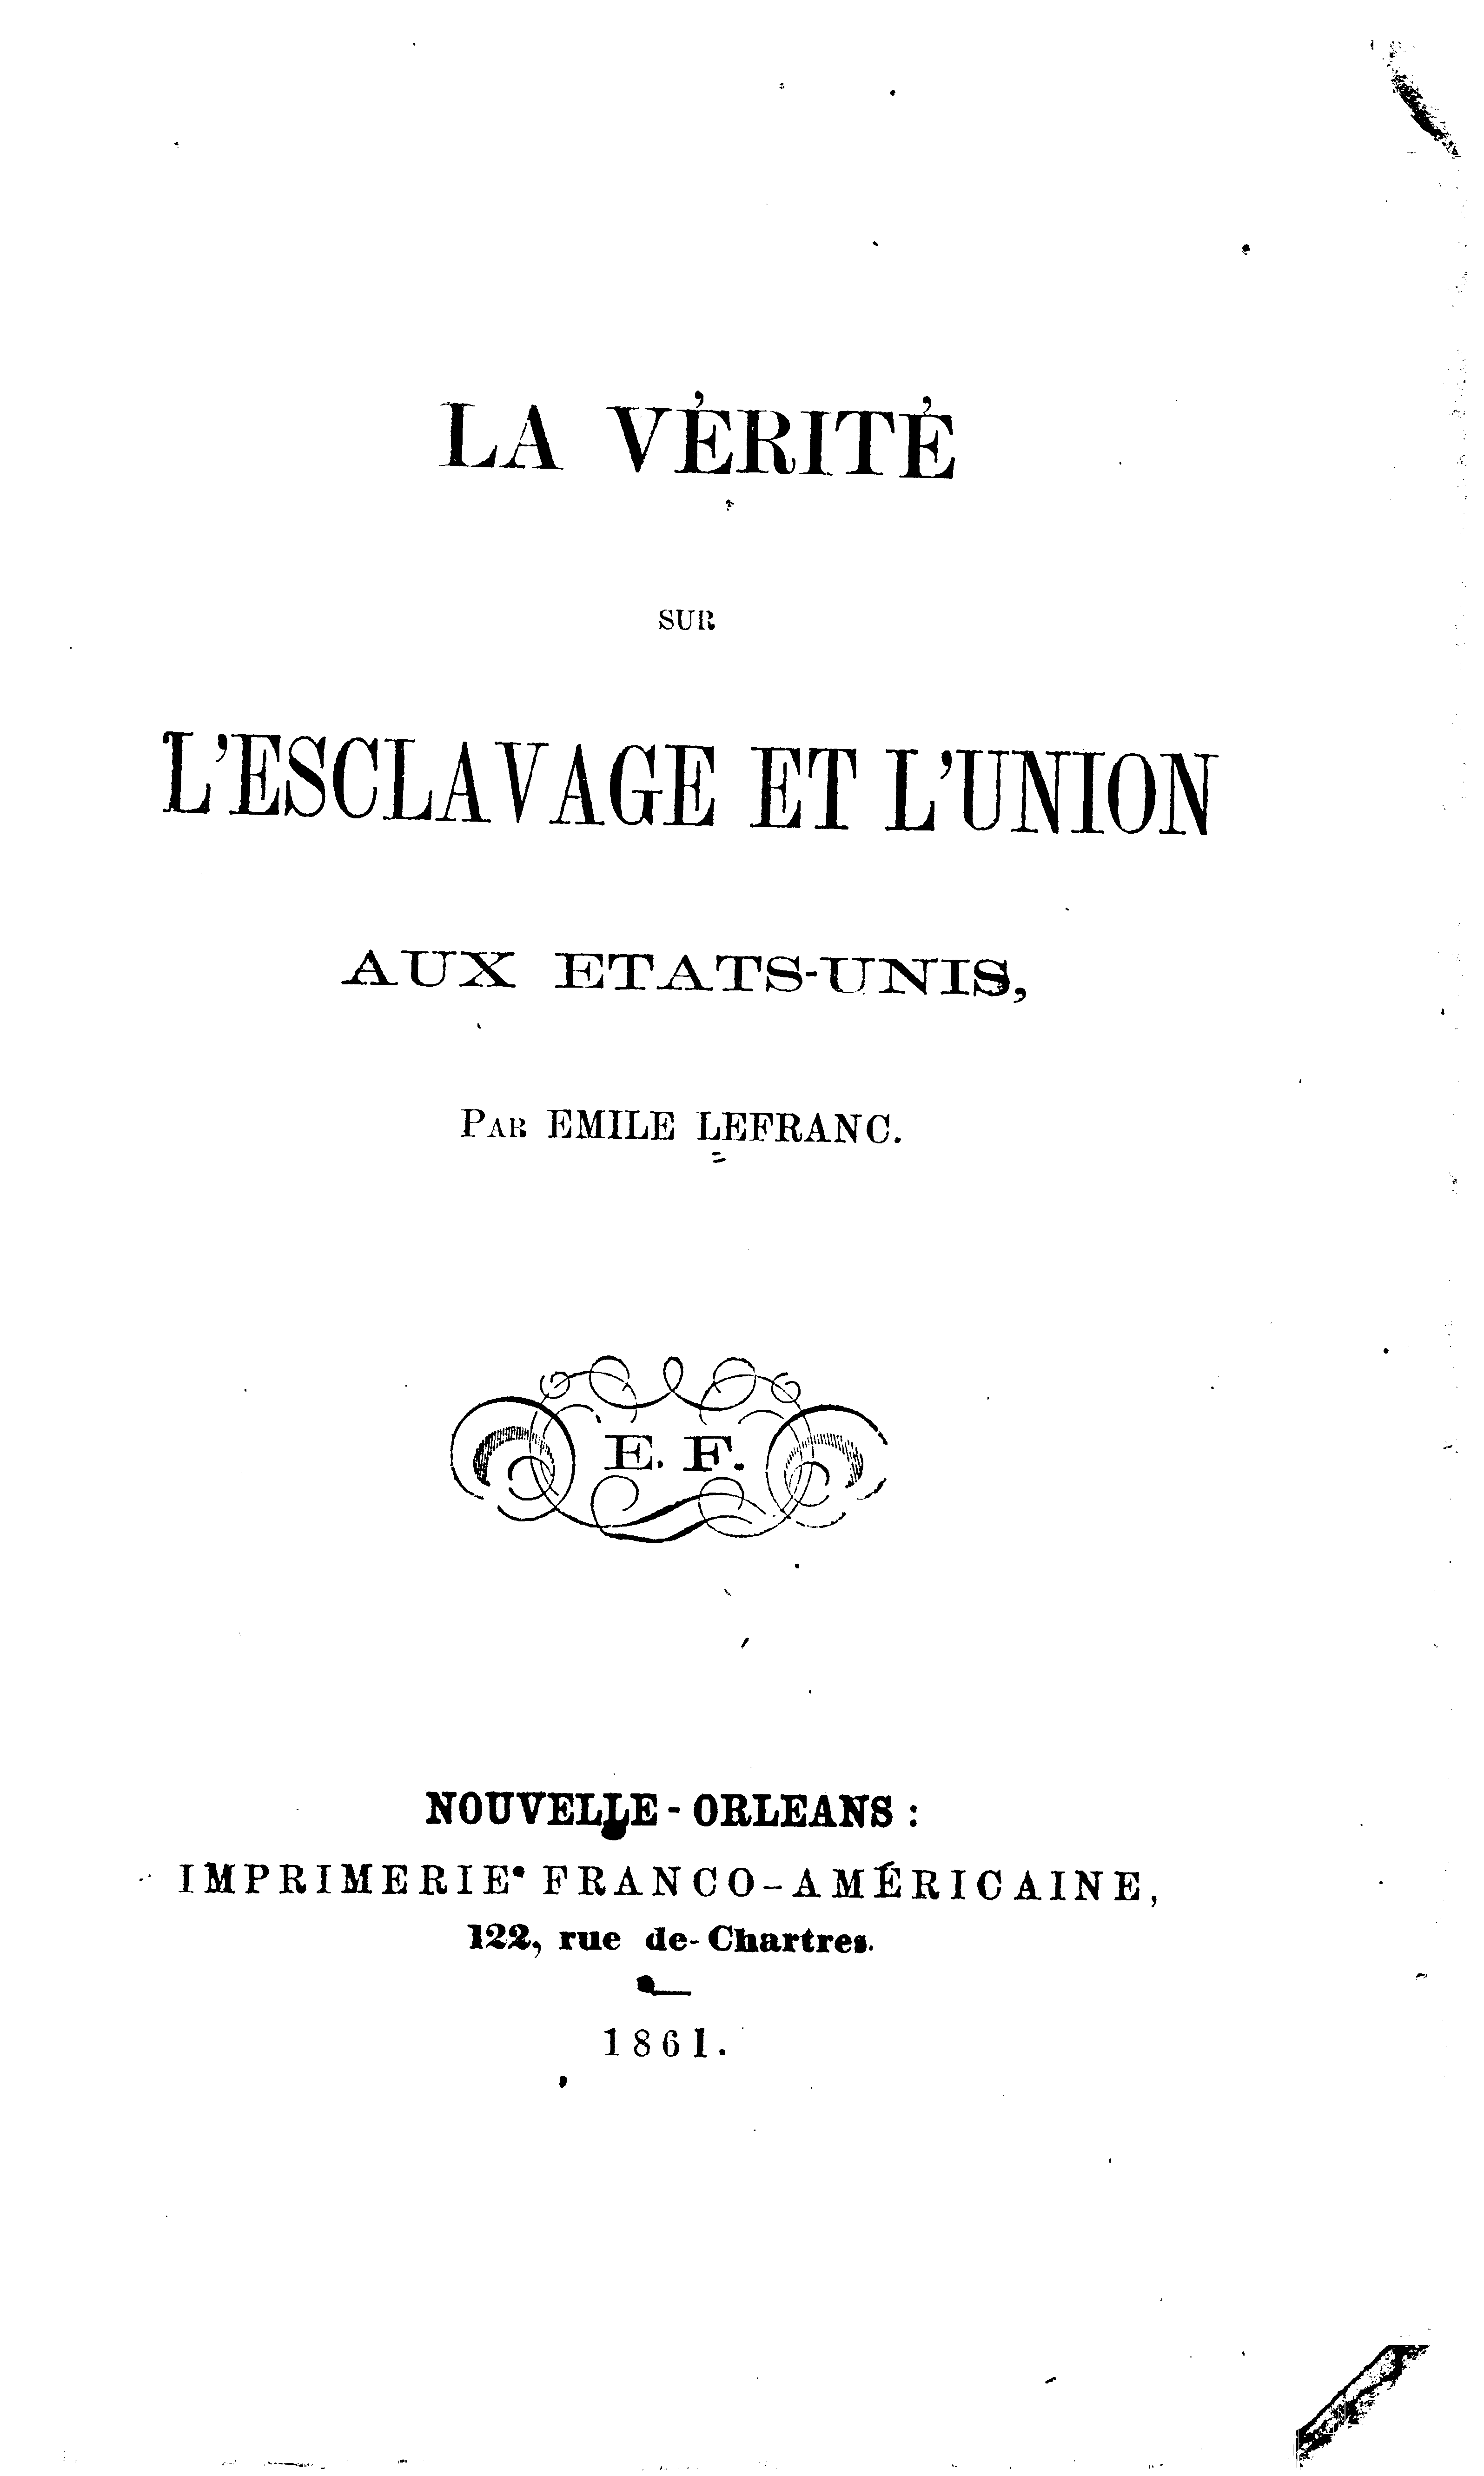 LA VÉRITÉ
SUR
L'ESCLAVAGE ET L'UNION
AUX ETATS-UNIS,
PAR EMILE LEFRANC.
E. F.
NOUVELLE-ORLEANS :
IMPRIMERIE FRANCO-AMÉRICAINE,
122, rue de Chartres.
1861.